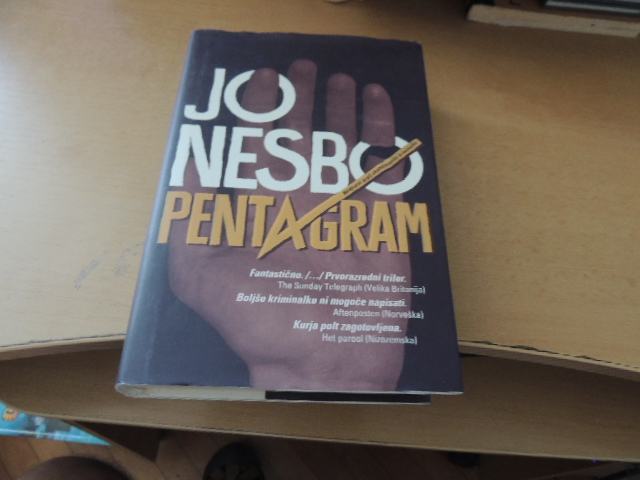 JO
NESBO
PENTAGRAM
Fantastično. /.../ Prvorazredni triler.
The Sunday Telegraph (Velika Britanija)
Boljše kriminalke ni mogoče napisati.
Aftenposten (Norveška)
Kurja polt zagotovljena.
Het parool (Nizozemska)